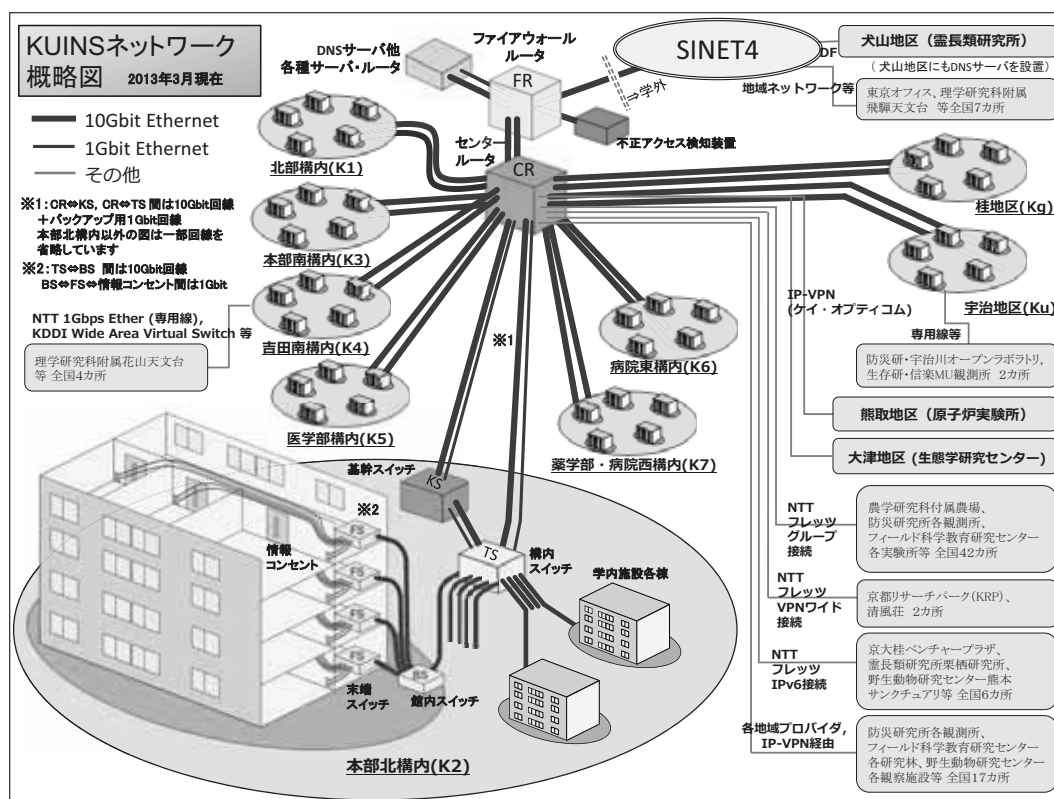 KUINSネットワーク
概略図 2013年3月現在
10Gbit Ethernet
1Gbit Ethernet
その他
※1:CR⇔KS, CR⇔TS 間は10Gbit回線
＋バックアップ用1Gbit回線
本部北構内以外の図は一部回線を
省略しています
※2:TS⇔BS 間は10Gbit回線
BS⇔FS⇔情報コンセント間は1Gbit
DNSサーバ他
各種サーバ・ルータ
ファイアウォール
ルータ
FR
SINET4
⇒学外
不正アクセス検知装置
DF
犬山地区（霊長類研究所）
（ 犬山地区にもDNSサーバを設置）
地域ネットワーク等
東京オフィス、理学研究科附属
飛騨天文台 等全国7カ所
センター
ルータ
CR
北部構内(K1)
本部南構内(K3)
吉田南構内(K4)
医学部構内(K5)
病院東構内(K6)
薬学部・病院西構内(K7)
桂地区(Kg)
宇治地区(Ku)
NTT 1Gbps Ether (専用線),
KDDI Wide Area Virtual Switch 等
理学研究科附属花山天文台
等 全国4カ所
※1
IP-VPN
(ケイ・オプティコム)
専用線等
防災研・宇治川オープンラボラトリ,
生存研・信楽MU観測所 2カ所
熊取地区（原子炉実験所）
大津地区 (生態学研究センター)
NTT
フレッツ
グループ
接続
農学研究科付属農場、
防災研究所各観測所、
フィールド科学教育研究センター
各実験所等 全国42カ所
NTT
フレッツ
VPNワイド
接続
京都リサーチパーク(KRP)、
清風荘 2カ所
NTT
フレッツ
IPv6接続
京大桂ベンチャープラザ、
霊長類研究所栗栖研究所、
野生動物研究センター熊本
サンクチュアリ等 全国6カ所
各地域プロバイダ,
IP-VPN経由
防災研究所各観測所、
フィールド科学教育研究センター
各研究林、野生動物研究センター
各観察施設等 全国17カ所
基幹スイッチ
KS
※2
情報
コンセント
FS
FS
FS
FS
TS
構内
スイッチ
学内施設各棟
BS
末端
スイッチ
館内スイッチ
本部北構内(K2)